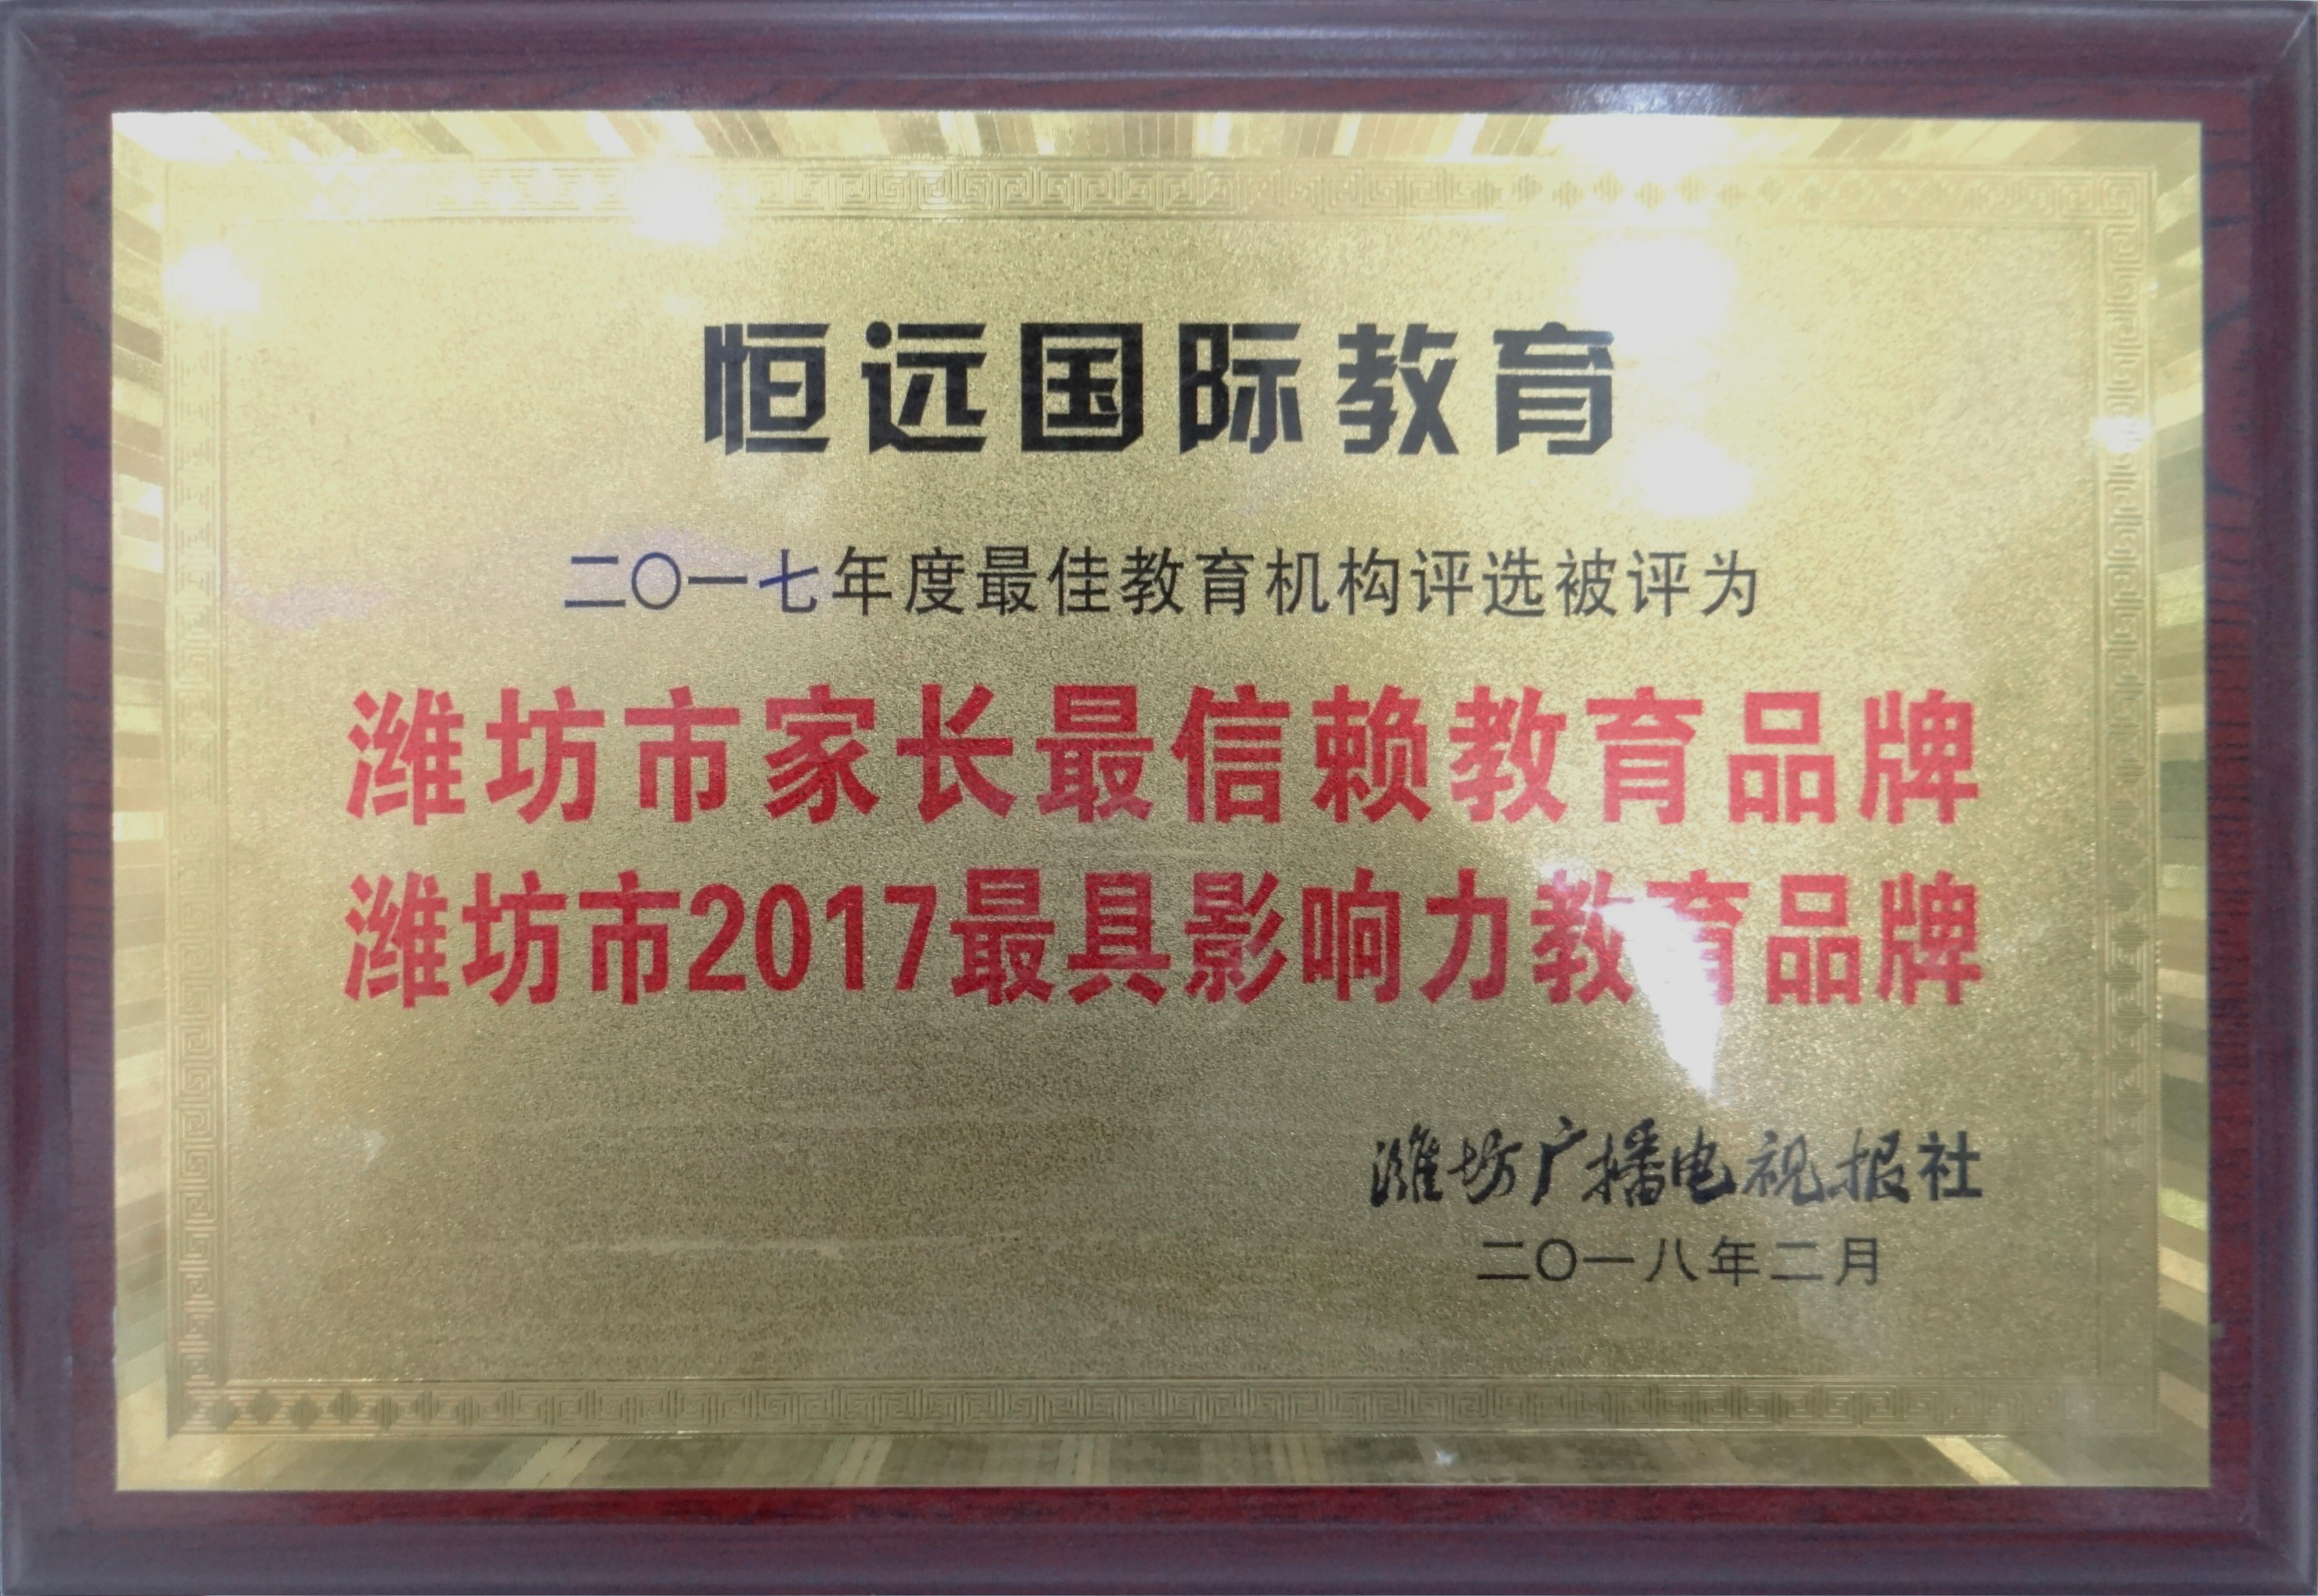 恒远国际教育
二〇一七年度最佳教育机构评选被评为
潍坊市家长最信赖教育品牌
潍坊市2017最具影响力教育品牌
潍坊广播电视报社
二〇一八年二月